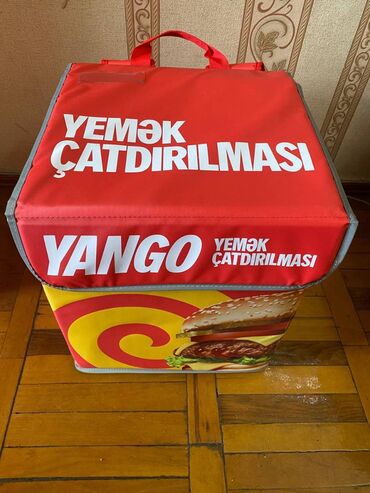 YEMƏK
ÇATDIRILMASI
YANGO
YEMƏK
ÇATDIRILMASI